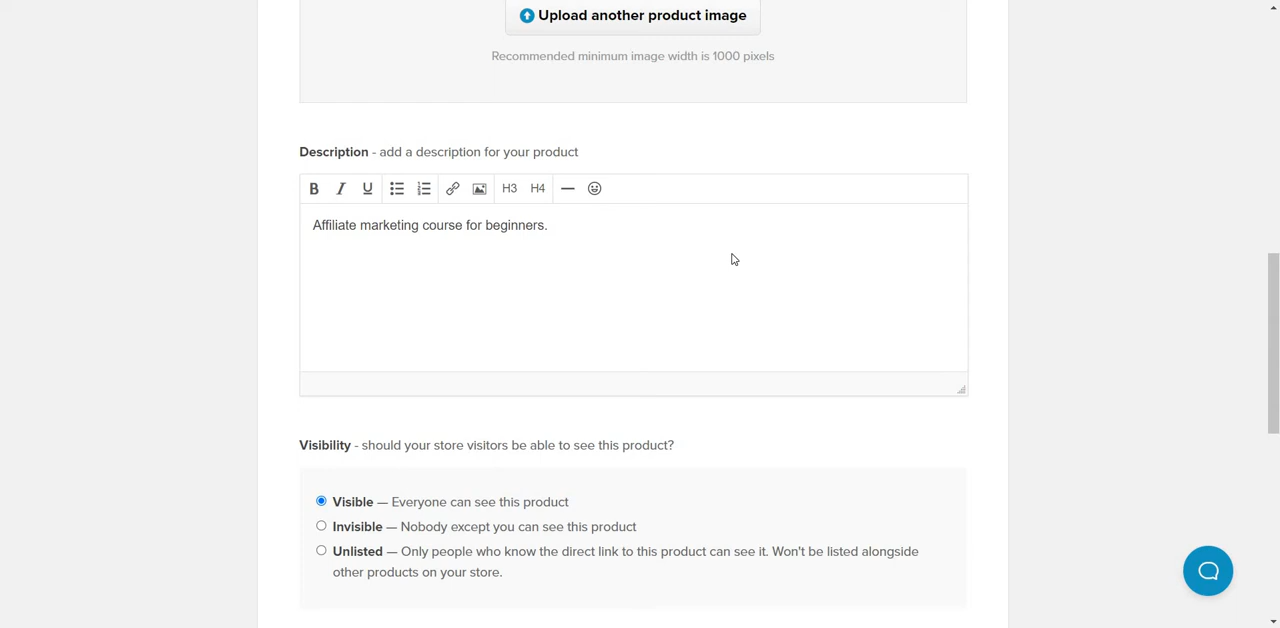 Upload another product image
Recommended minimum image width is 1000 pixels
Description - add a description for your product
B I U H3 H4
Affiliate marketing course for beginners.
Visibility - should your store visitors be able to see this product?
Visible — Everyone can see this product
Invisible — Nobody except you can see this product
Unlisted — Only people who know the direct link to this product can see it. Won't be listed alongside
other products on your store.